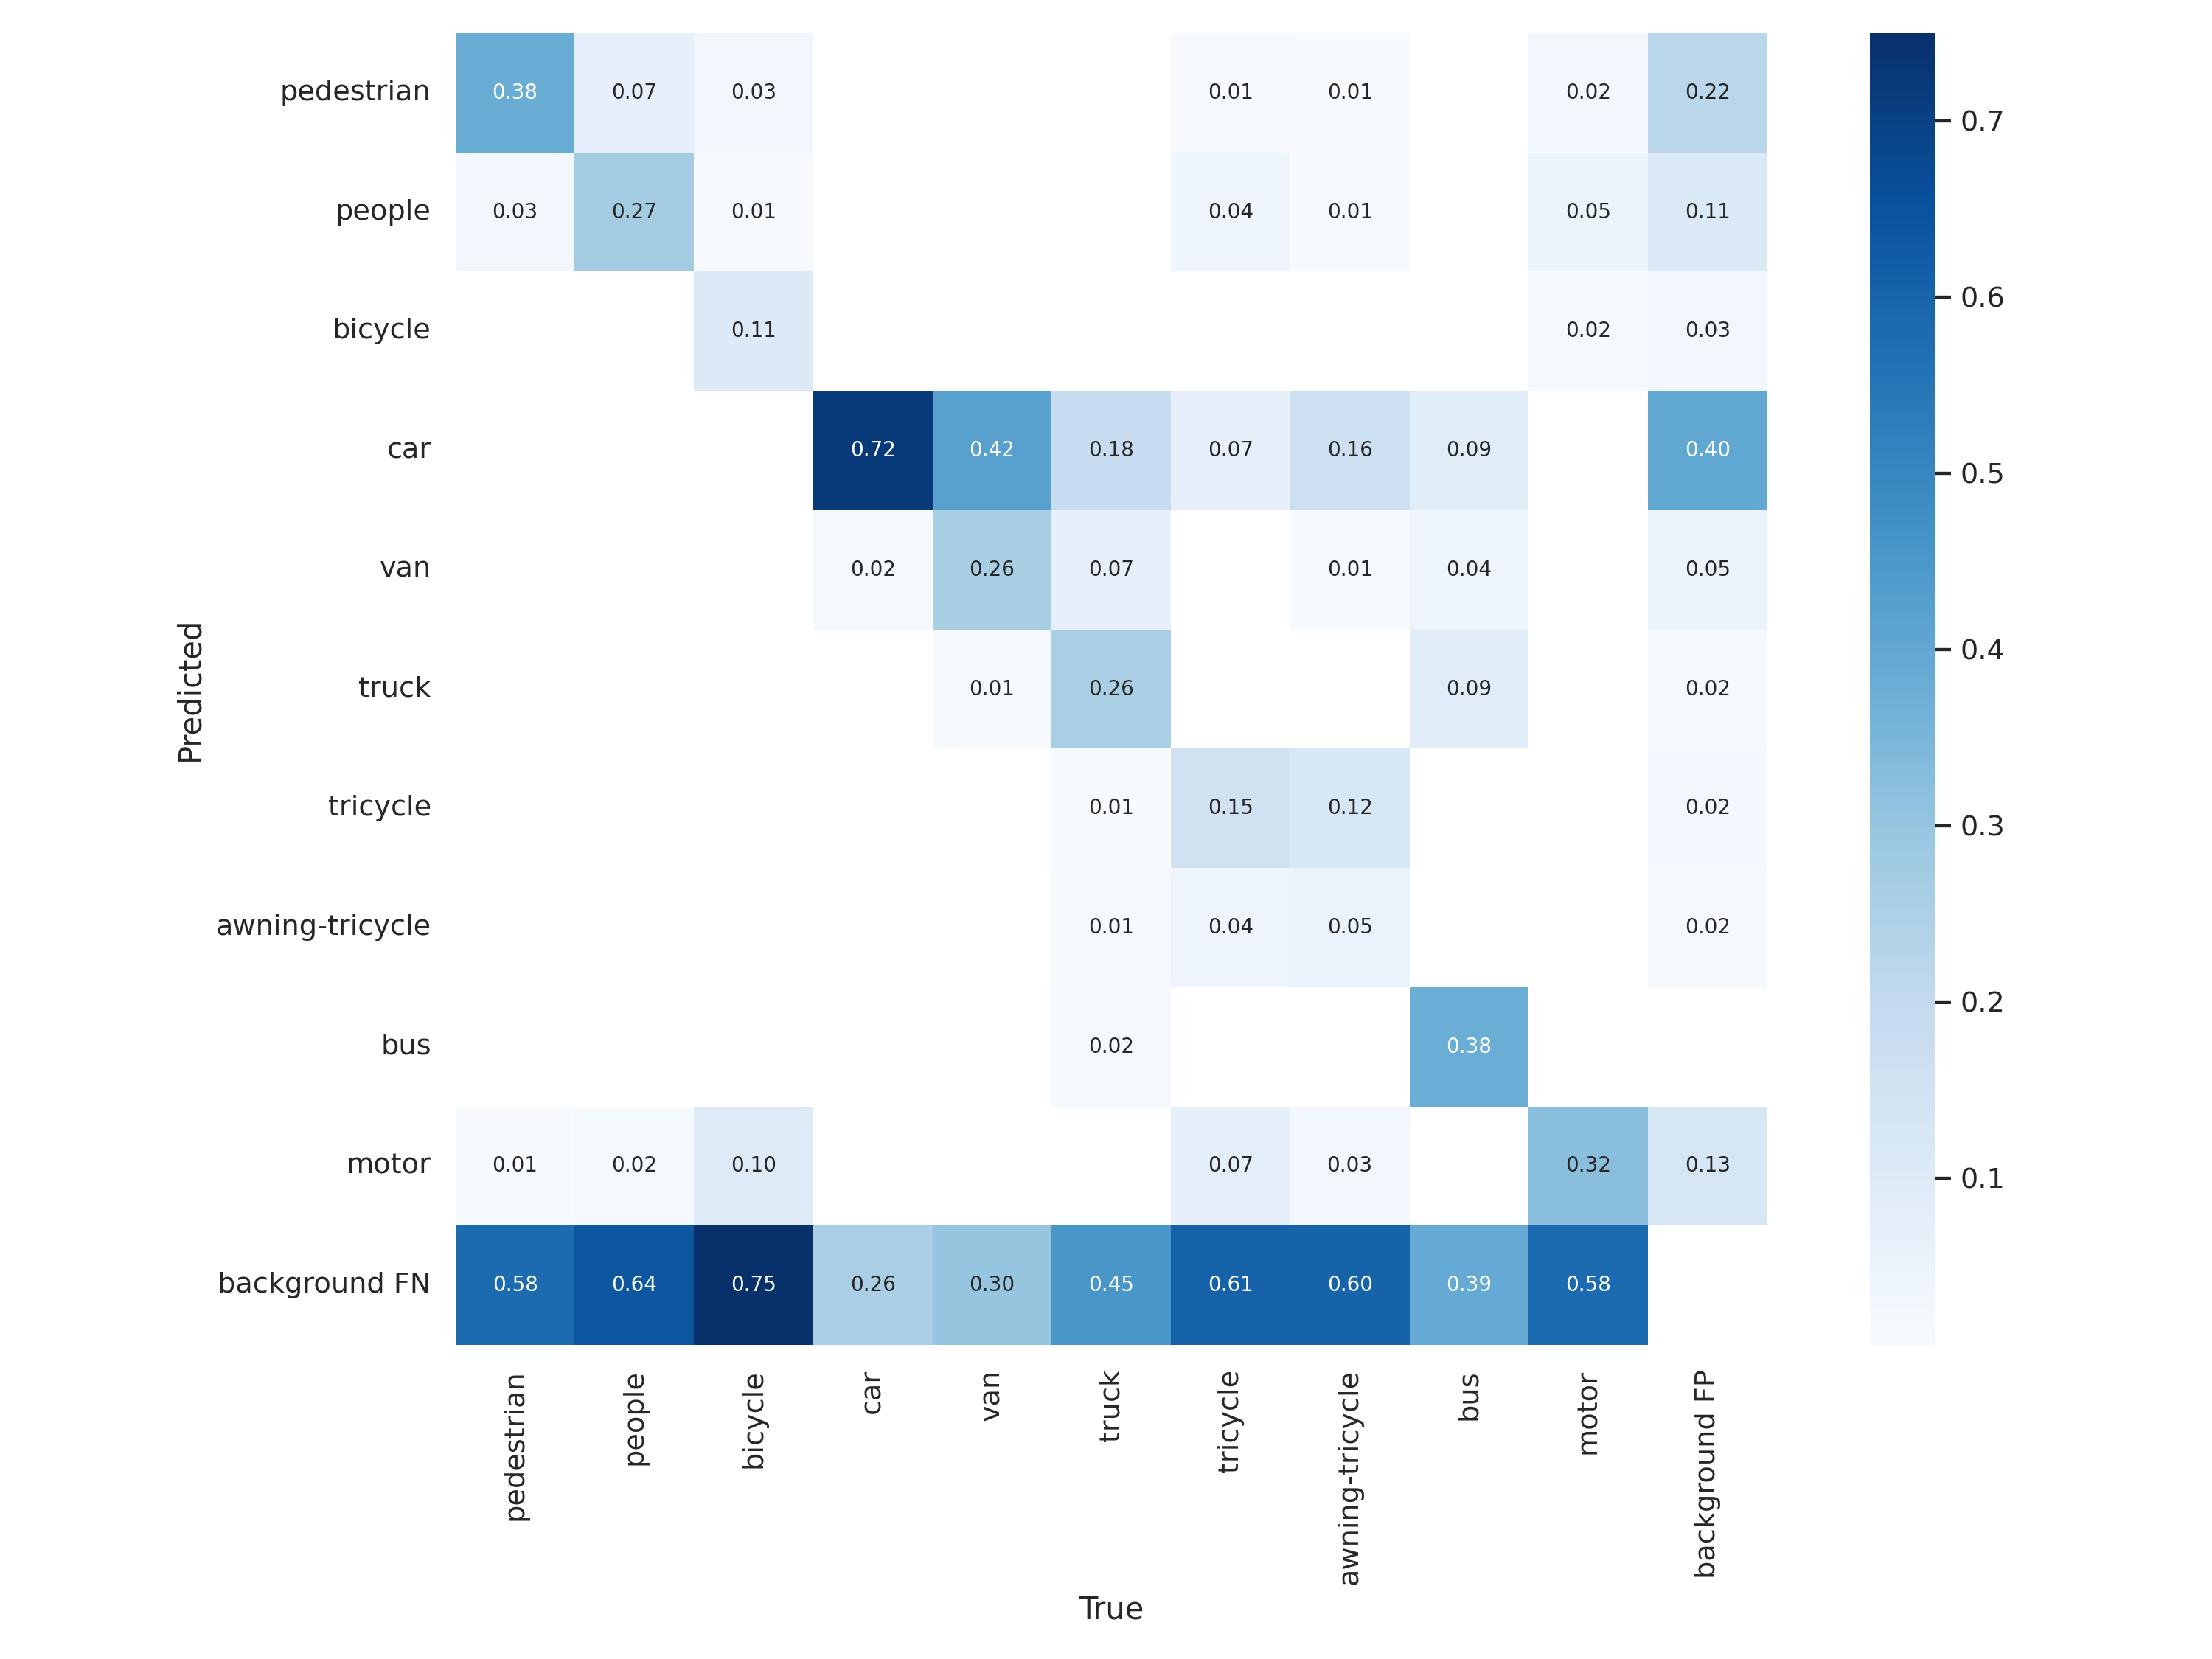 pedestrian 0.38 0.07 0.03 0.01 0.01 0.02 0.22
people 0.03 0.27 0.01 0.04 0.01 0.05 0.11
bicycle 0.11 0.02 0.03
car 0.72 0.42 0.18 0.07 0.16 0.09 0.40
van 0.02 0.26 0.07 0.01 0.04 0.05
truck 0.01 0.26 0.09 0.02
tricycle 0.01 0.15 0.12 0.02
awning-tricycle 0.01 0.04 0.05 0.02
bus 0.02 0.38
motor 0.01 0.02 0.10 0.07 0.03 0.32 0.13
background FN 0.58 0.64 0.75 0.26 0.30 0.45 0.61 0.60 0.39 0.58
Predicted
pedestrian
people
bicycle
car
van
truck
tricycle
awning-tricycle
bus
motor
background FP
True
0.7
0.6
0.5
0.4
0.3
0.2
0.1